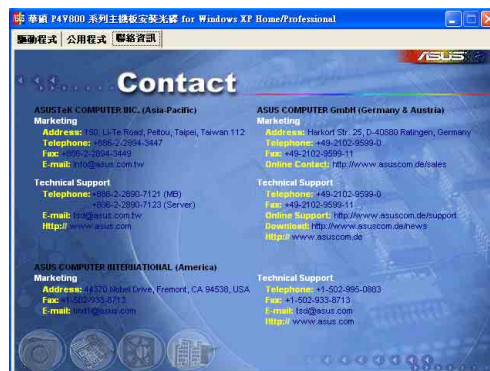 華碩 P4V800 系列主機板安裝光碟 for Windows XP Home/Professional
驅動程式 公用程式 聯絡資訊
ASUS
Contact
ASUSTeK COMPUTER INC. (Asia-Pacific)
Marketing
Address: 150, Li-Te Road, Peitou, Taipei, Taiwan 112
Telephone: +886-2-2894-3447
Fax: +886-2-2894-3449
E-mail: info@asus.com.tw
Technical Support
Telephone: +886-2-2890-7121 (MB)
+886-2-2890-7123 (Server)
E-mail: tsd@asus.com.tw
Http:// www.asus.com
ASUS COMPUTER GmbH (Germany & Austria)
Marketing
Address: Harkort Str. 25, D-40880 Ratingen, Germany
Telephone: +49-2102-9599-0
Fax: +49-2102-9599-11
Online Contact: http://www.asuscom.de/sales
Technical Support
Telephone: +49-2102-9599-0
Fax: +49-2102-9599-11
Online Support: http://www.asuscom.de/support
Download: http://www.asuscom.de/news
Http:// www.asuscom.de
ASUS COMPUTER INTERNATIONAL (America)
Marketing
Address: 44370 Nobel Drive, Fremont, CA 94538, USA
Fax: +1-502-933-8713
E-mail: tmd1@asus.com
Technical Support
Telephone: +1-502-995-0883
Fax: +1-502-933-8713
E-mail: tsd@asus.com
Http:// www.asus.com